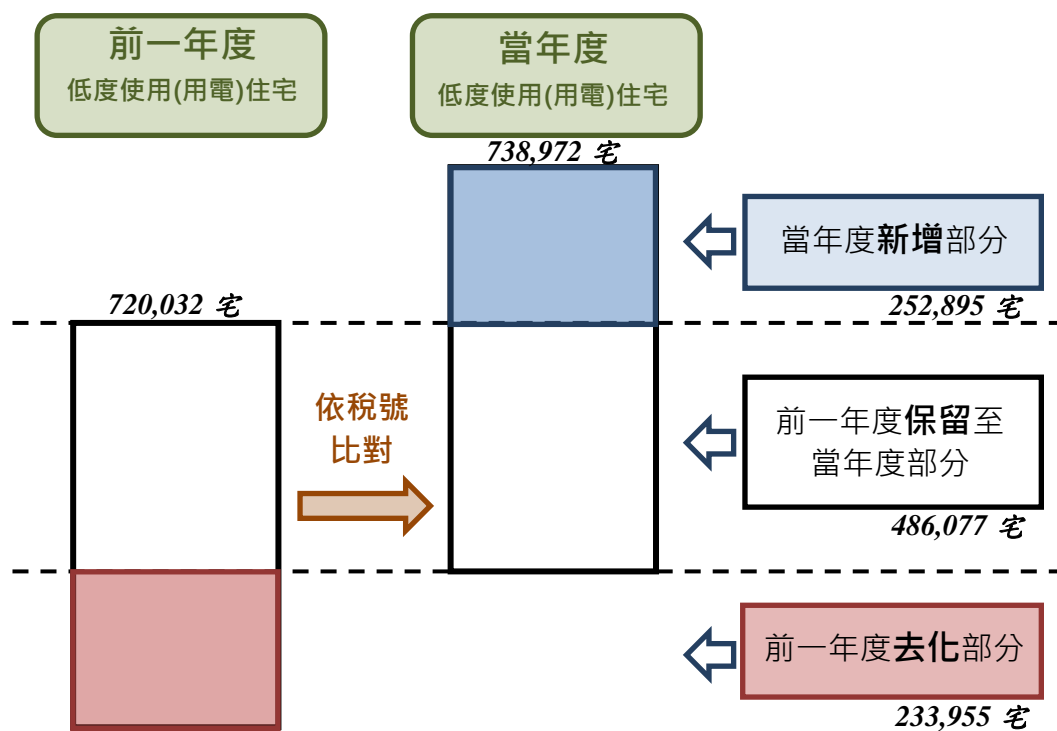 前一年度
低度使用(用電)住宅
當年度
低度使用(用電)住宅
738,972 宅
當年度新增部分
252,895 宅
720,032 宅
依稅號
比對
前一年度保留至
當年度部分
486,077 宅
前一年度去化部分
233,955 宅